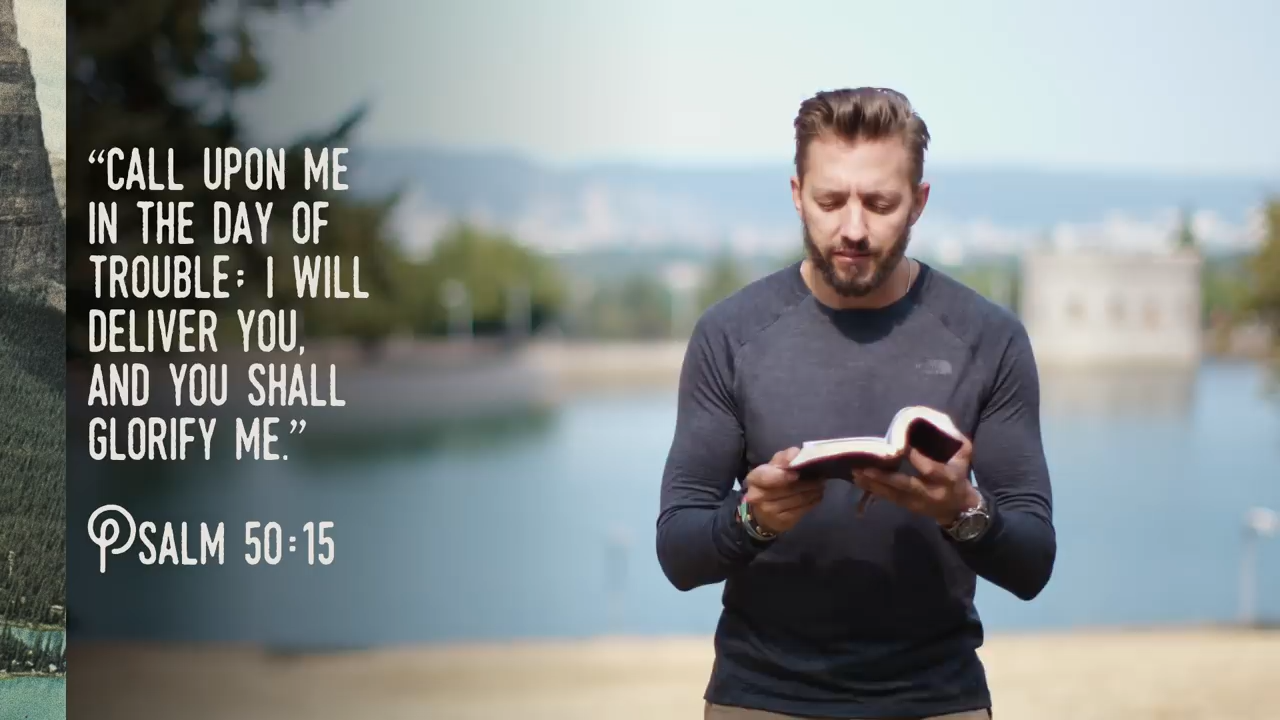 “CALL UPON ME
IN THE DAY OF
TROUBLE: I WILL
DELIVER YOU,
AND YOU SHALL
GLORIFY ME.”
PSALM 50:15